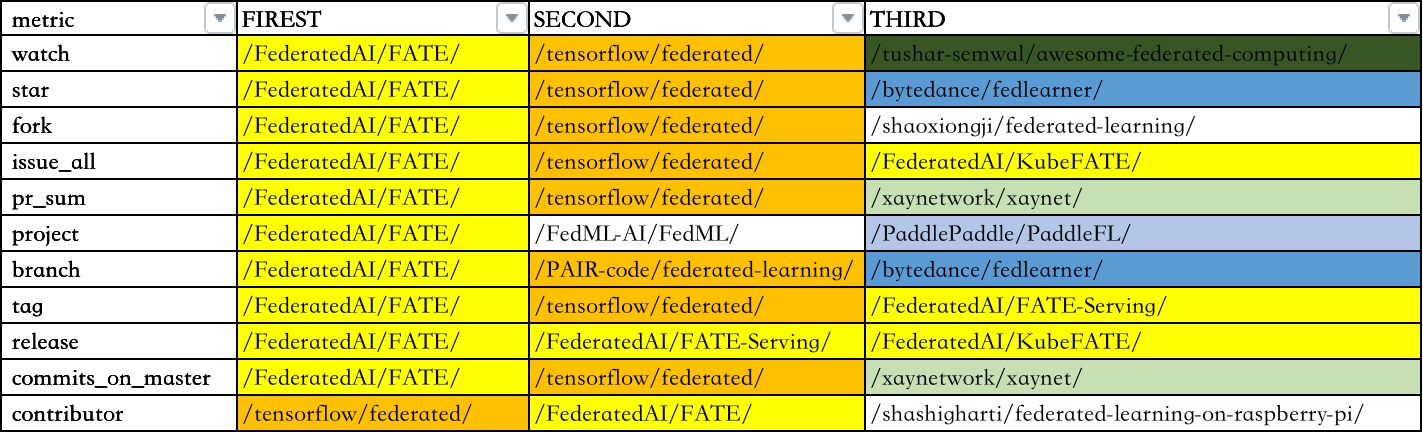 metric FIREST SECOND THIRD
watch /FederatedAI/FATE/ /tensorflow/federated/ /tushar-semwal/awesome-federated-computing/
star /FederatedAI/FATE/ /tensorflow/federated/ /bytedance/fedlearner/
fork /FederatedAI/FATE/ /tensorflow/federated/ /shaoxiongji/federated-learning/
issue_all /FederatedAI/FATE/ /tensorflow/federated/ /FederatedAI/KubeFATE/
pr_sum /FederatedAI/FATE/ /tensorflow/federated/ /xaynetwork/xaynet/
project /FederatedAI/FATE/ /FedML-AI/FedML/ /PaddlePaddle/PaddleFL/
branch /FederatedAI/FATE/ /PAIR-code/federated-learning/ /bytedance/fedlearner/
tag /FederatedAI/FATE/ /tensorflow/federated/ /FederatedAI/FATE-Serving/
release /FederatedAI/FATE/ /FederatedAI/FATE-Serving/ /FederatedAI/KubeFATE/
commits_on_master /FederatedAI/FATE/ /tensorflow/federated/ /xaynetwork/xaynet/
contributor /tensorflow/federated/ /FederatedAI/FATE/ /shashigharti/federated-learning-on-raspberry-pi/